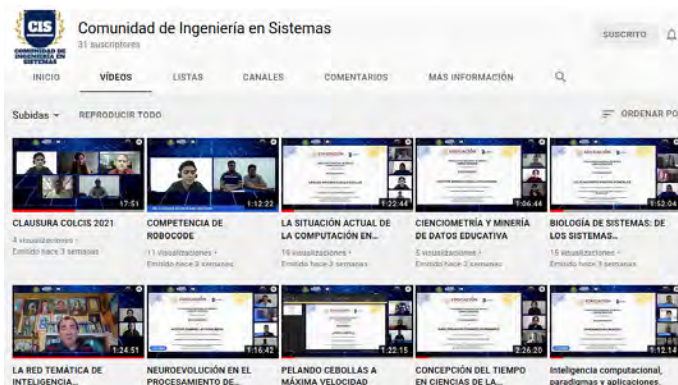 CIS
COMUNIDAD DE
INGENIERÍA EN
SISTEMAS
Comunidad de Ingeniería en Sistemas
31 suscriptores
SUSCRITO
INICIO VÍDEOS LISTAS CANALES COMENTARIOS MÁS INFORMACIÓN
Subidas REPRODUCIR TODO ORDENAR PO
17:51 1:12:22 1:22:44 1:06:44 1:52:04
CLAUSURA COLCIS 2021
4 visualizaciones •
Emitido hace 3 semanas
COMPETENCIA DE
ROBOCODE
11 visualizaciones •
Emitido hace 3 semanas
LA SITUACIÓN ACTUAL DE
LA COMPUTACIÓN EN...
visualizaciones •
Emitido hace 3 semanas
CIENCIOMETRÍA Y MINERÍA
DE DATOS EDUCATIVA
visualizaciones •
Emitido hace 3 semanas
BIOLOGÍA DE SISTEMAS: DE
LOS SISTEMAS...
15 visualizaciones •
Emitido hace 3 semanas
1:24:51 1:16:42 1:22:15 2:26:20 1:12:14
LA RED TEMÁTICA DE
INTELIGENCIA...
NEUROEVOLUCIÓN EN EL
PROCESAMIENTO DE...
PELANDO CEBOLLAS A
MÁXIMA VELOCIDAD
CONCEPCIÓN DEL TIEMPO
EN CIENCIAS DE LA...
Inteligencia computacional,
paradigmas y aplicaciones.